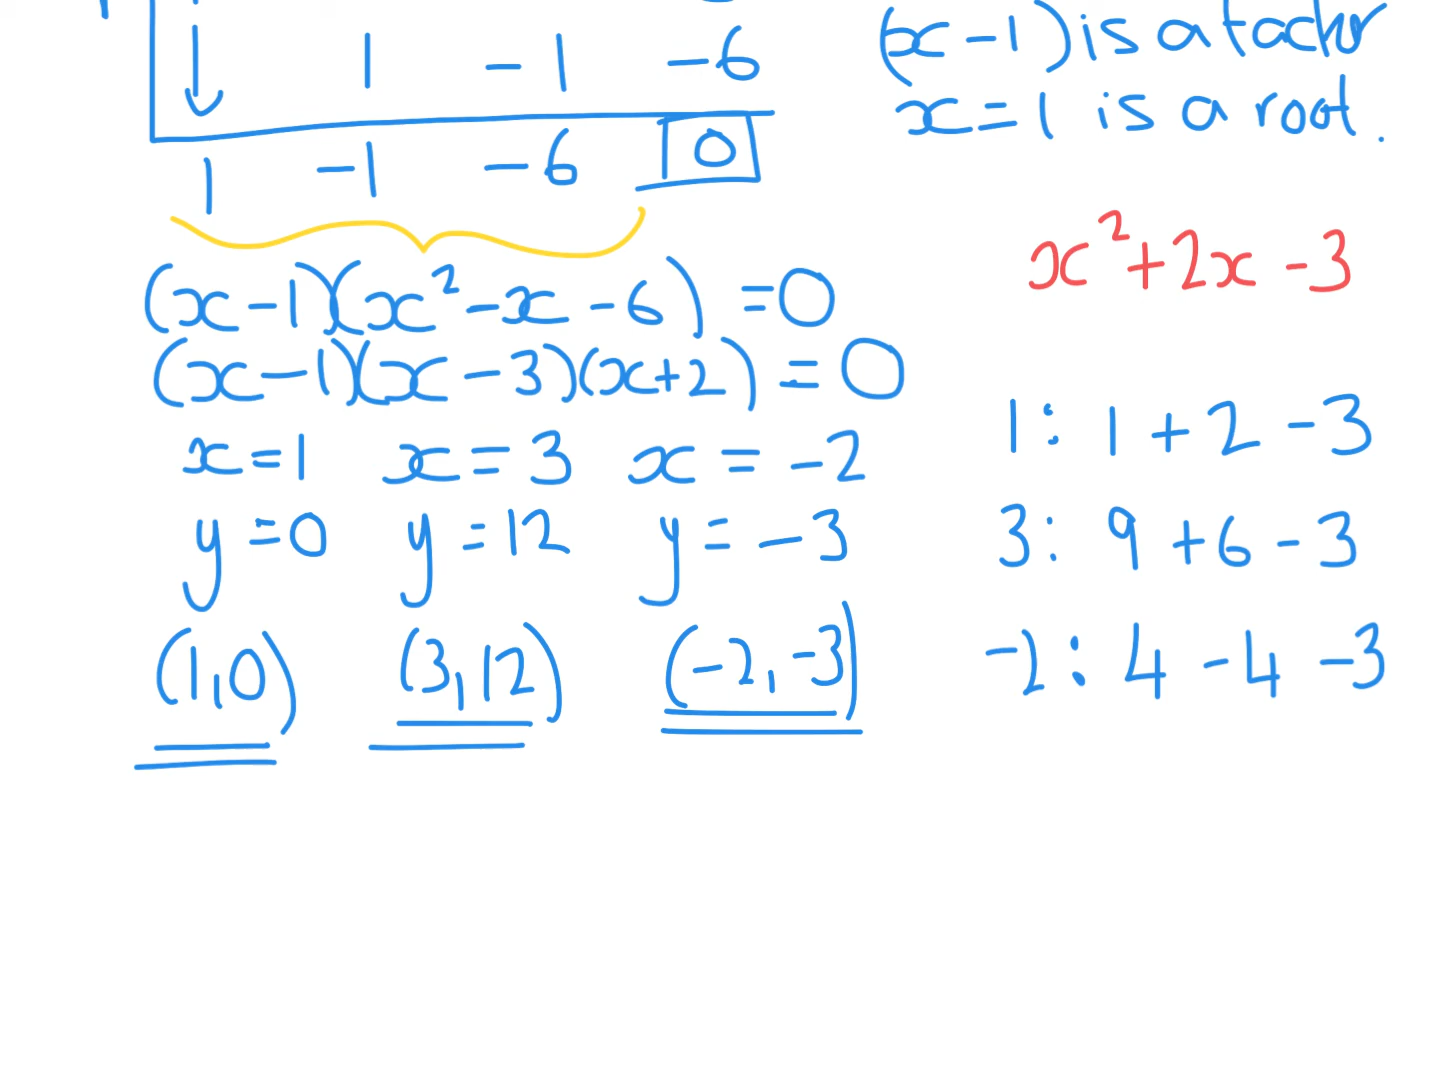 1 -1 -6
1 -1 -6 0
(x-1) is a factor
x=1 is a root.
(x-1)(x²-x-6) =0
(x-1)(x-3)(x+2) =0
x=1 x=3 x=-2
y=0 y=12 y=-3
(1,0) (3,12) (-2,-3)
x²+2x-3
1: 1+2-3
3: 9+6-3
-2: 4-4-3